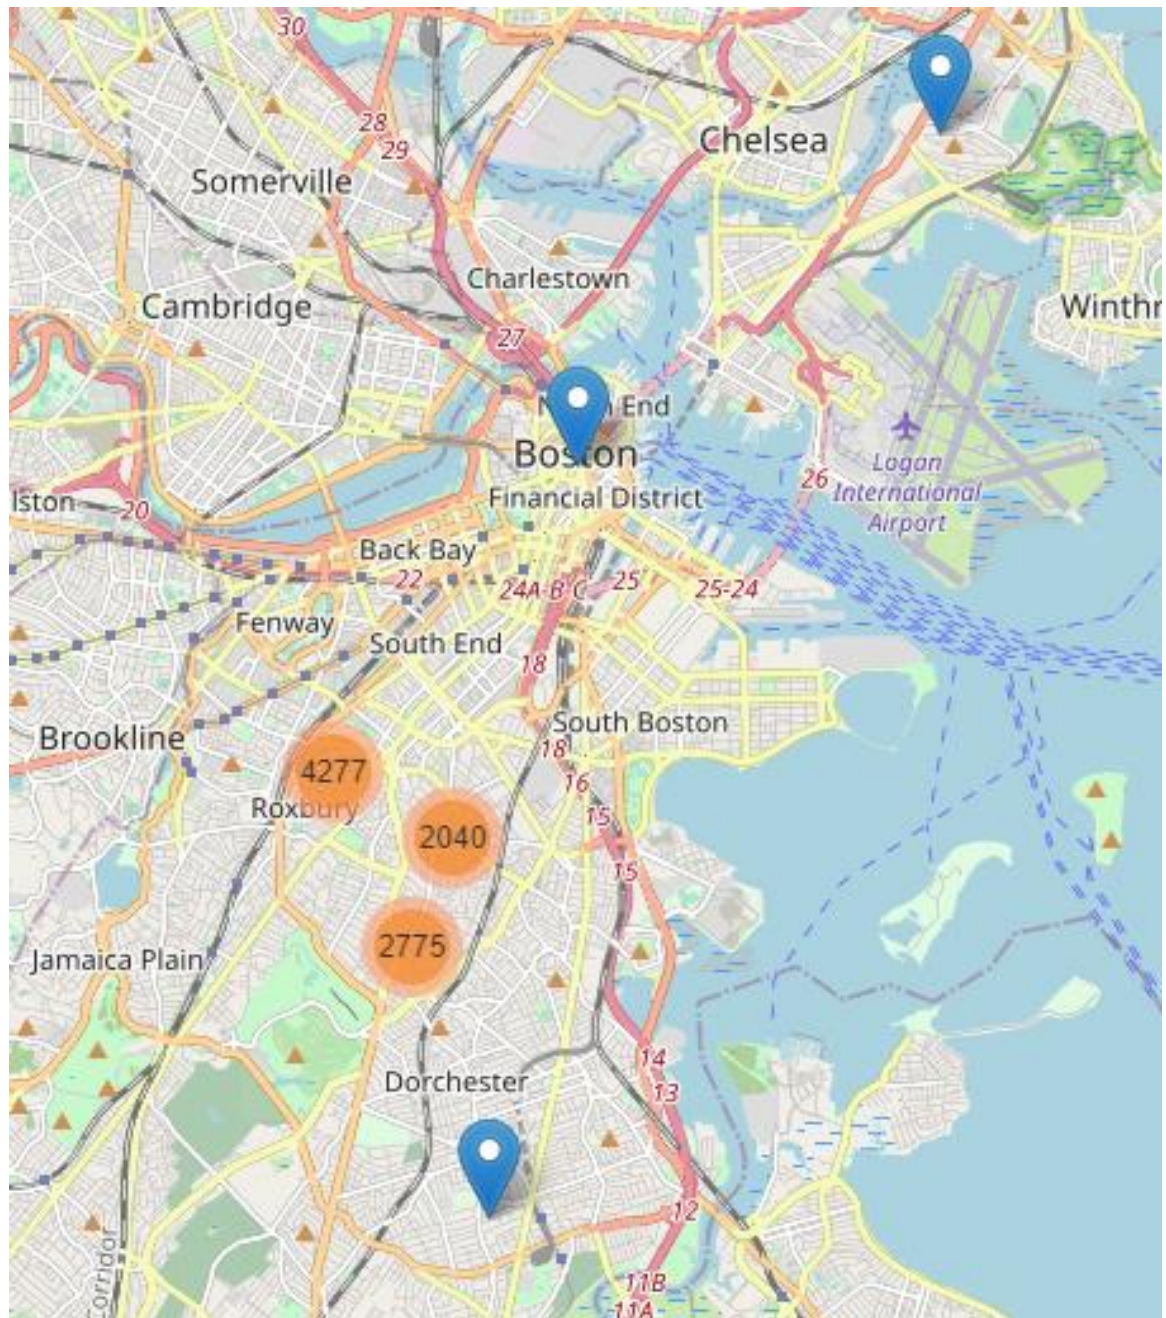 30
28
29
Chelsea
Somerville
Charlestown
Cambridge
Winthr
27
End
Boston
Logan
International
Airport
26
Financial District
lston
20
Back Bay
22
24A-B-C
25
25-24
Fenway
South End
18
South Boston
Brookline
18
4277
16
Roxbury
15
2040
15
2775
Jamaica Plain
14
Dorchester
13
12
Corridor
11B
11A